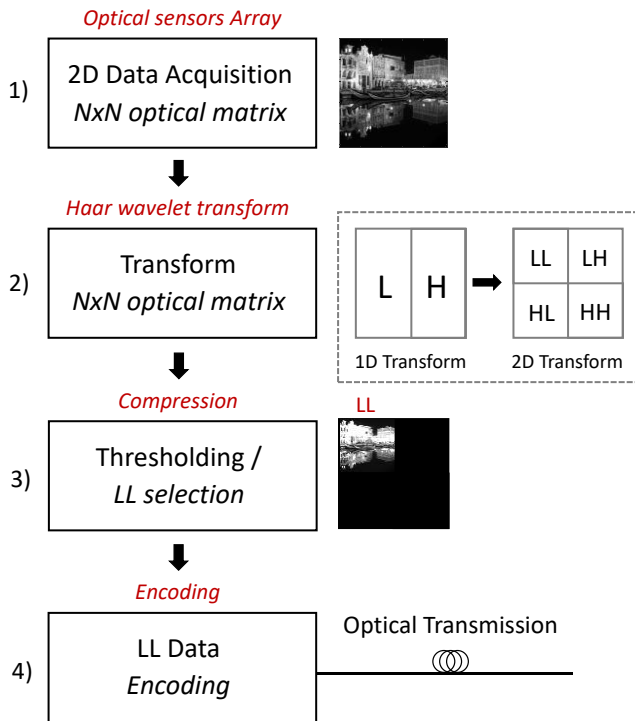 Optical sensors Array
1)
2D Data Acquisition
NxN optical matrix
Haar wavelet transform
2)
Transform
NxN optical matrix
L H
LL LH
HL HH
1D Transform
2D Transform
Compression
LL
3)
Thresholding /
LL selection
Encoding
4)
LL Data
Encoding
Optical Transmission